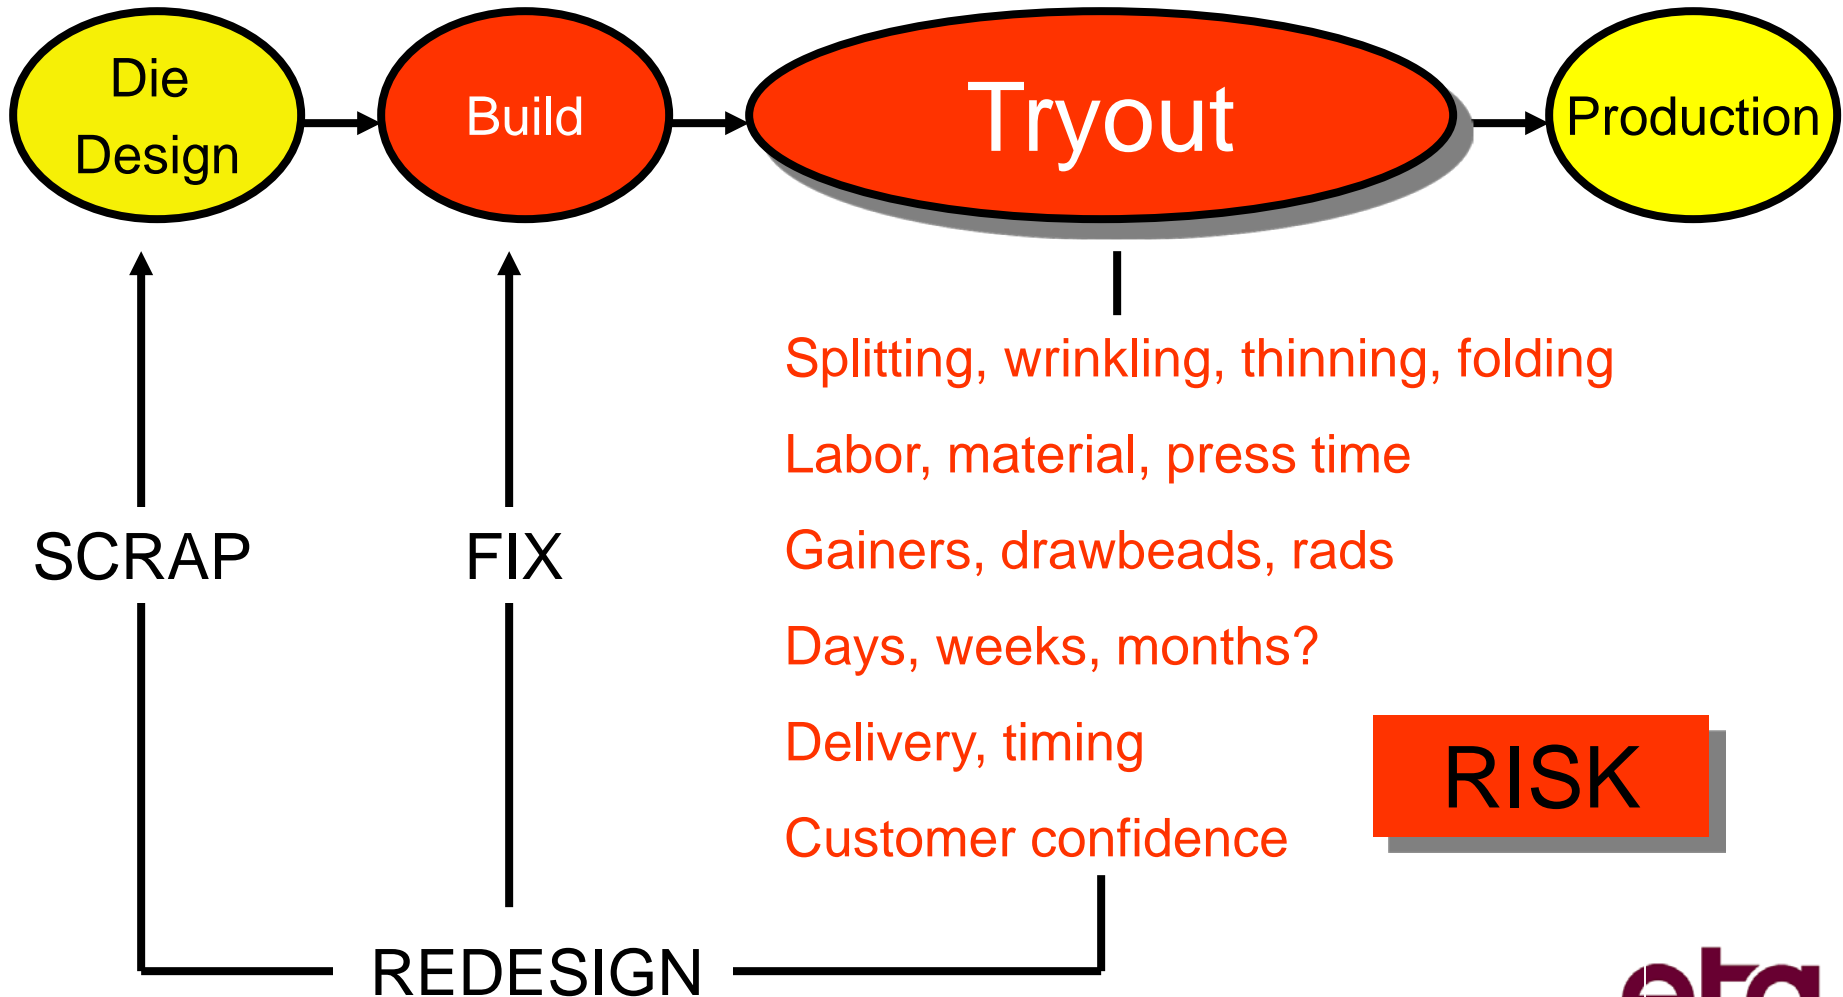 Die
Design
Build
Tryout
Production
Splitting, wrinkling, thinning, folding
Labor, material, press time
SCRAP
FIX
Gainers, drawbeads, rads
Days, weeks, months?
Delivery, timing
RISK
Customer confidence
REDESIGN
eta